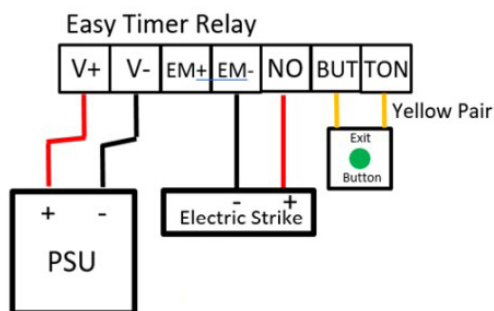 Easy Timer Relay
V+ V- EM+ EM- NO BUT TON
Yellow Pair
Exit
Button
- +
Electric Strike
+ -
PSU